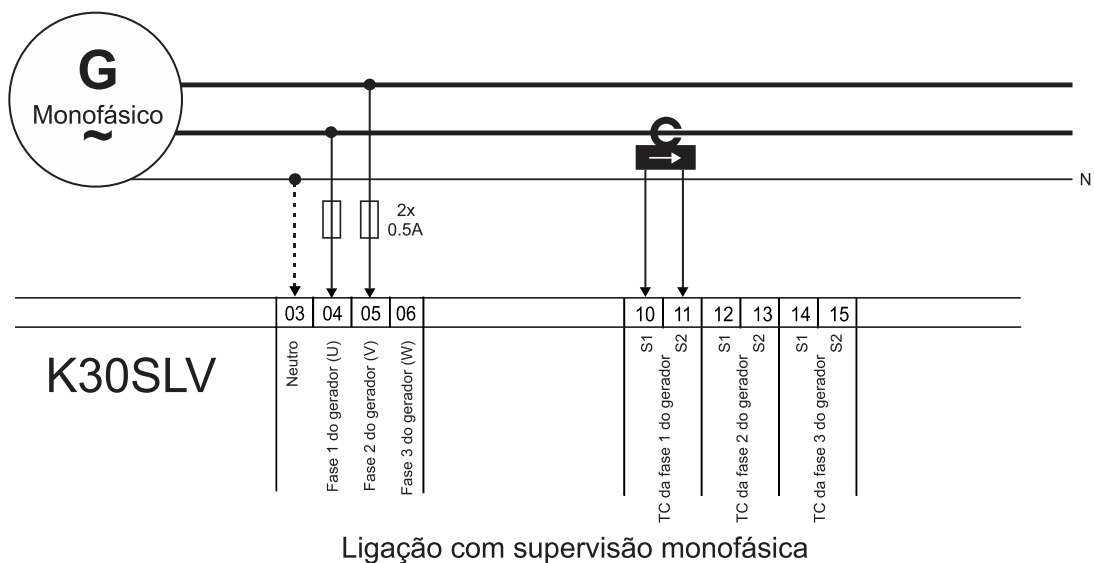 G
Monofásico
~
N
2x
0.5A
03 04 05 06
10 11 12 13 14 15
K30SLV
Neutro
Fase 1 do gerador (U)
Fase 2 do gerador (V)
Fase 3 do gerador (W)
S1
S2
TC da fase 1 do gerador
S1
S2
TC da fase 2 do gerador
S1
S2
TC da fase 3 do gerador
Ligação com supervisão monofásica